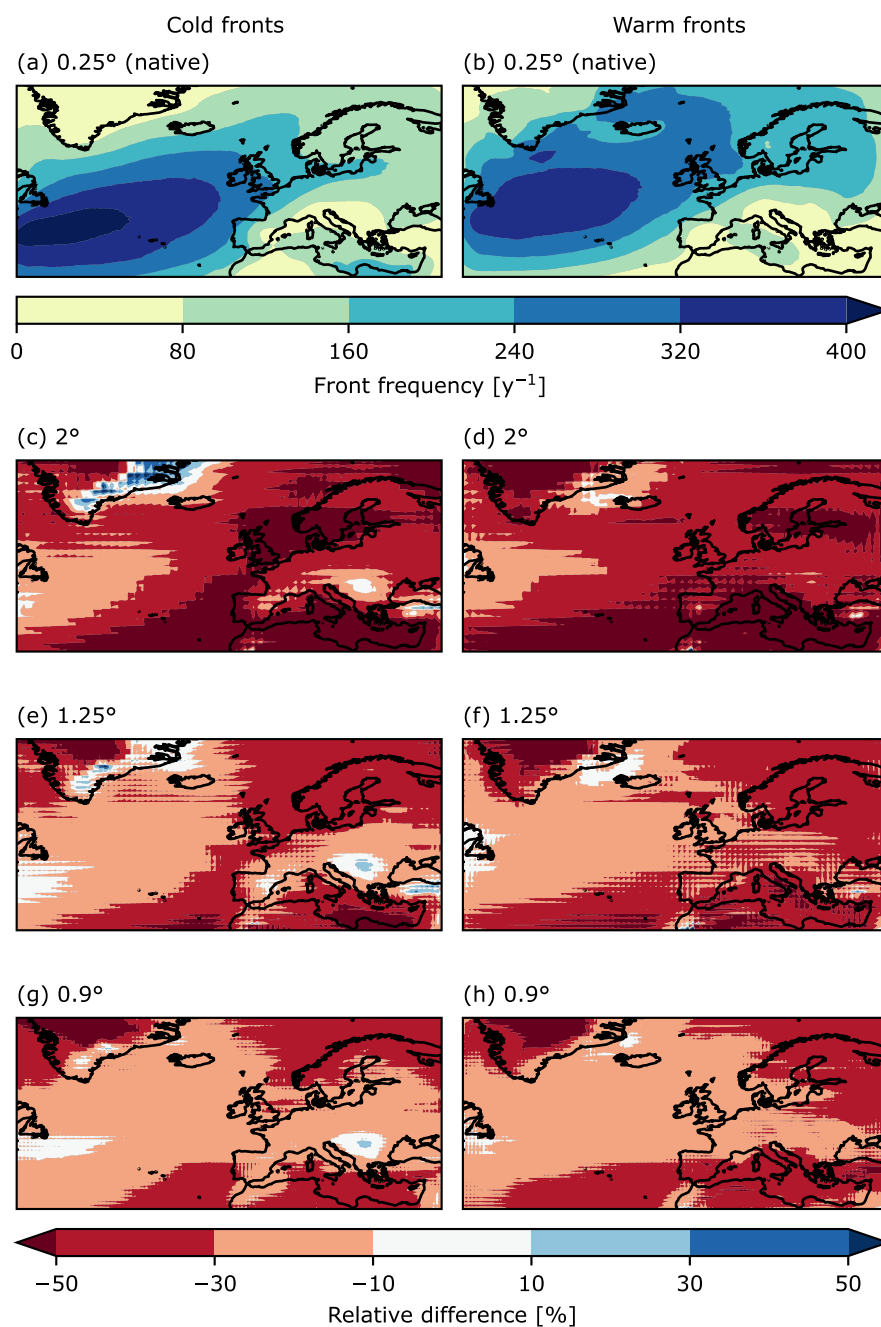 Cold fronts
Warm fronts
(a) 0.25° (native)
(b) 0.25° (native)
0 80 160 240 320 400
Front frequency [y⁻¹]
(c) 2°
(d) 2°
(e) 1.25°
(f) 1.25°
(g) 0.9°
(h) 0.9°
−50 −30 −10 10 30 50
Relative difference [%]